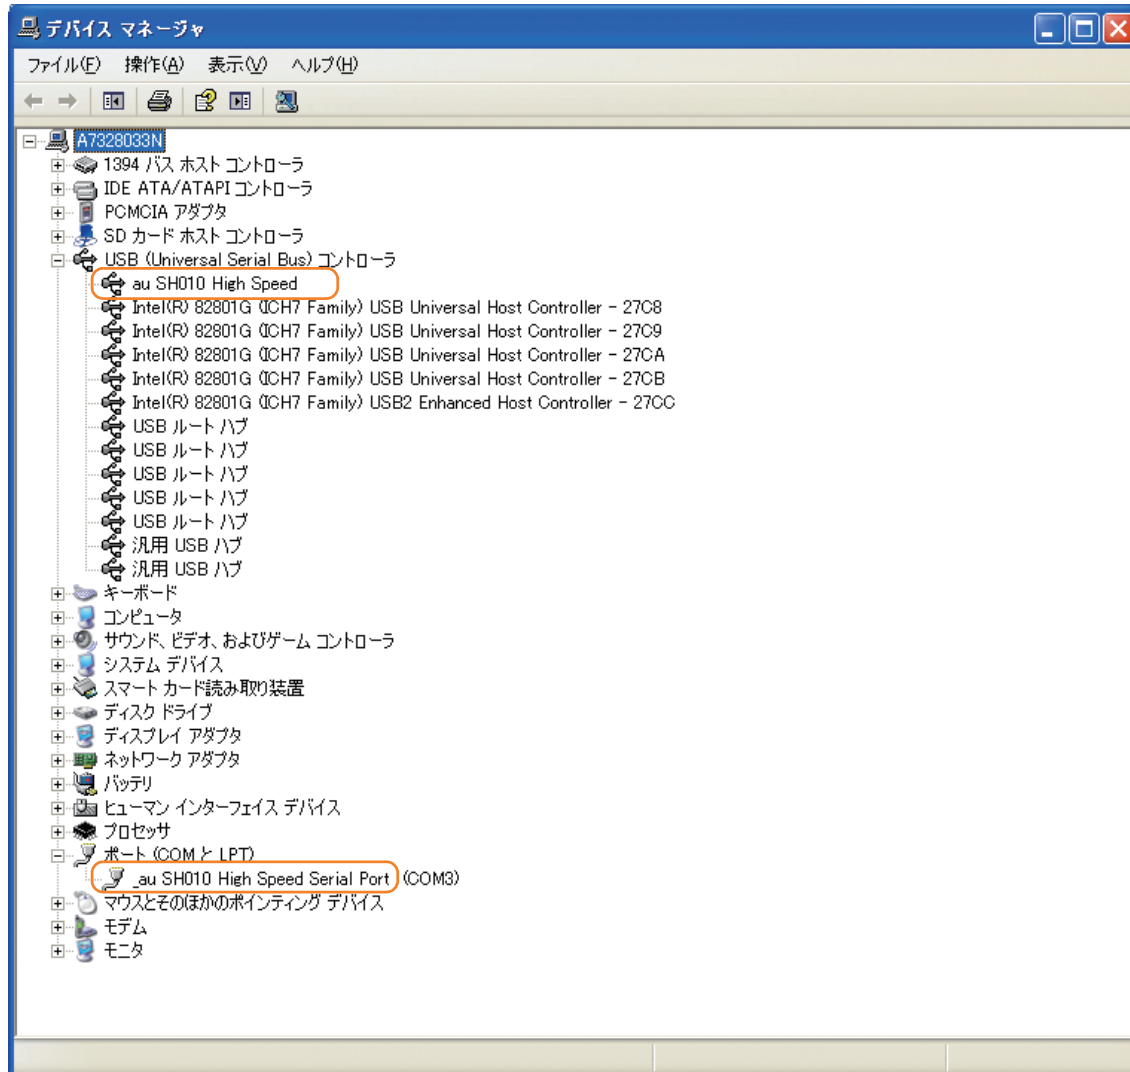 デバイス マネージャ
ファイル(F) 操作(A) 表示(V) ヘルプ(H)
A7328033N
1394 バス ホスト コントローラ
IDE ATA/ATAPI コントローラ
PCMCIA アダプタ
SD カード ホスト コントローラ
USB (Universal Serial Bus) コントローラ
au SH010 High Speed
Intel(R) 82801G (ICH7 Family) USB Universal Host Controller - 27C8
Intel(R) 82801G (ICH7 Family) USB Universal Host Controller - 27C9
Intel(R) 82801G (ICH7 Family) USB Universal Host Controller - 27CA
Intel(R) 82801G (ICH7 Family) USB Universal Host Controller - 27CB
Intel(R) 82801G (ICH7 Family) USB2 Enhanced Host Controller - 27CC
USB ルート ハブ
USB ルート ハブ
USB ルート ハブ
USB ルート ハブ
USB ルート ハブ
汎用 USB ハブ
汎用 USB ハブ
キーボード
コンピュータ
サウンド、ビデオ、およびゲーム コントローラ
システム デバイス
スマート カード読み取り装置
ディスク ドライブ
ディスプレイ アダプタ
ネットワーク アダプタ
バッテリ
ヒューマン インターフェイス デバイス
プロセッサ
ポート (COM と LPT)
_au SH010 High Speed Serial Port (COM3)
マウスとそのほかのポインティング デバイス
モデム
モニタ